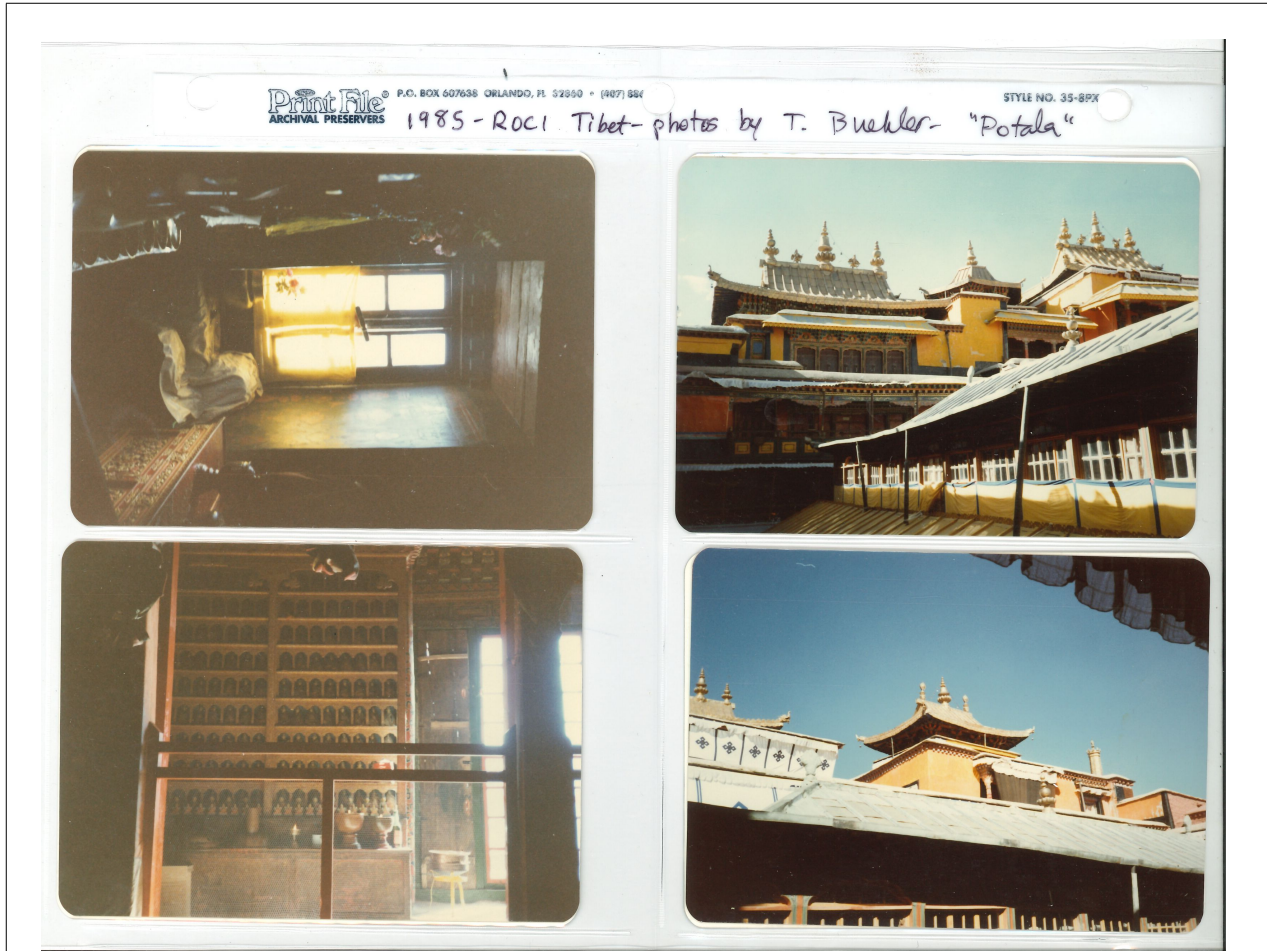 Print File®
ARCHIVAL PRESERVERS
P.O. BOX 607638 ORLANDO, FL 32860 • (407) 886
STYLE NO. 35-8PX
1985 - ROCI Tibet - photos by T. Buehler - "Potala"